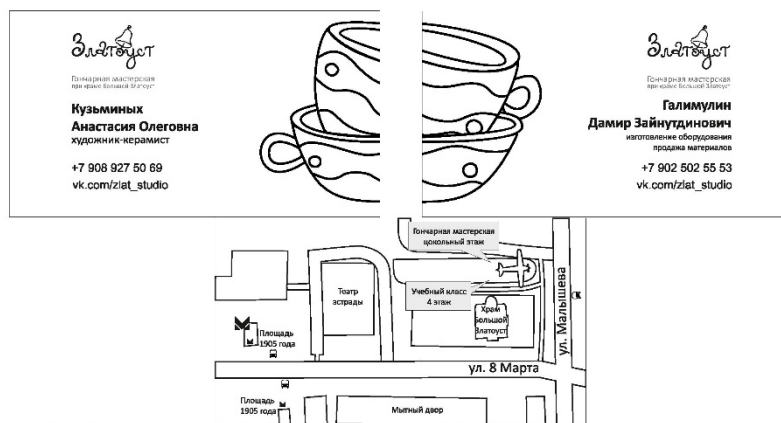 Златоуст
Гончарная мастерская
при храме Большой Златоуст
Кузьминых
Анастасия Олеговна
художник-керамист
+7 908 927 50 69
vk.com/zlat_studio
Златоуст
Гончарная мастерская
при храме Большой Златоуст
Галимулин
Дамир Зайнутдинович
изготовление оборудования
продажа материалов
+7 902 502 55 53
vk.com/zlat_studio
Гончарная мастерская
цокольный этаж
Учебный класс
4 этаж
Театр
эстрады
Храм
Большой
Златоуст
ул. Малышева
М
Площадь
1905 года
М
ул. 8 Марта
Площадь
1905 года
М
Мытный двор